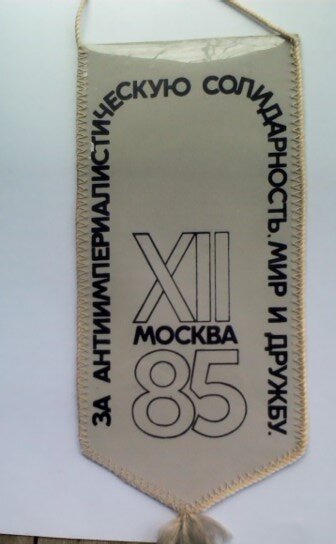 ЗА АНТИИМПЕРИАЛИСТИЧЕСКУЮ СОЛИДАРНОСТЬ. МИР И ДРУЖБУ.
XII
МОСКВА
85